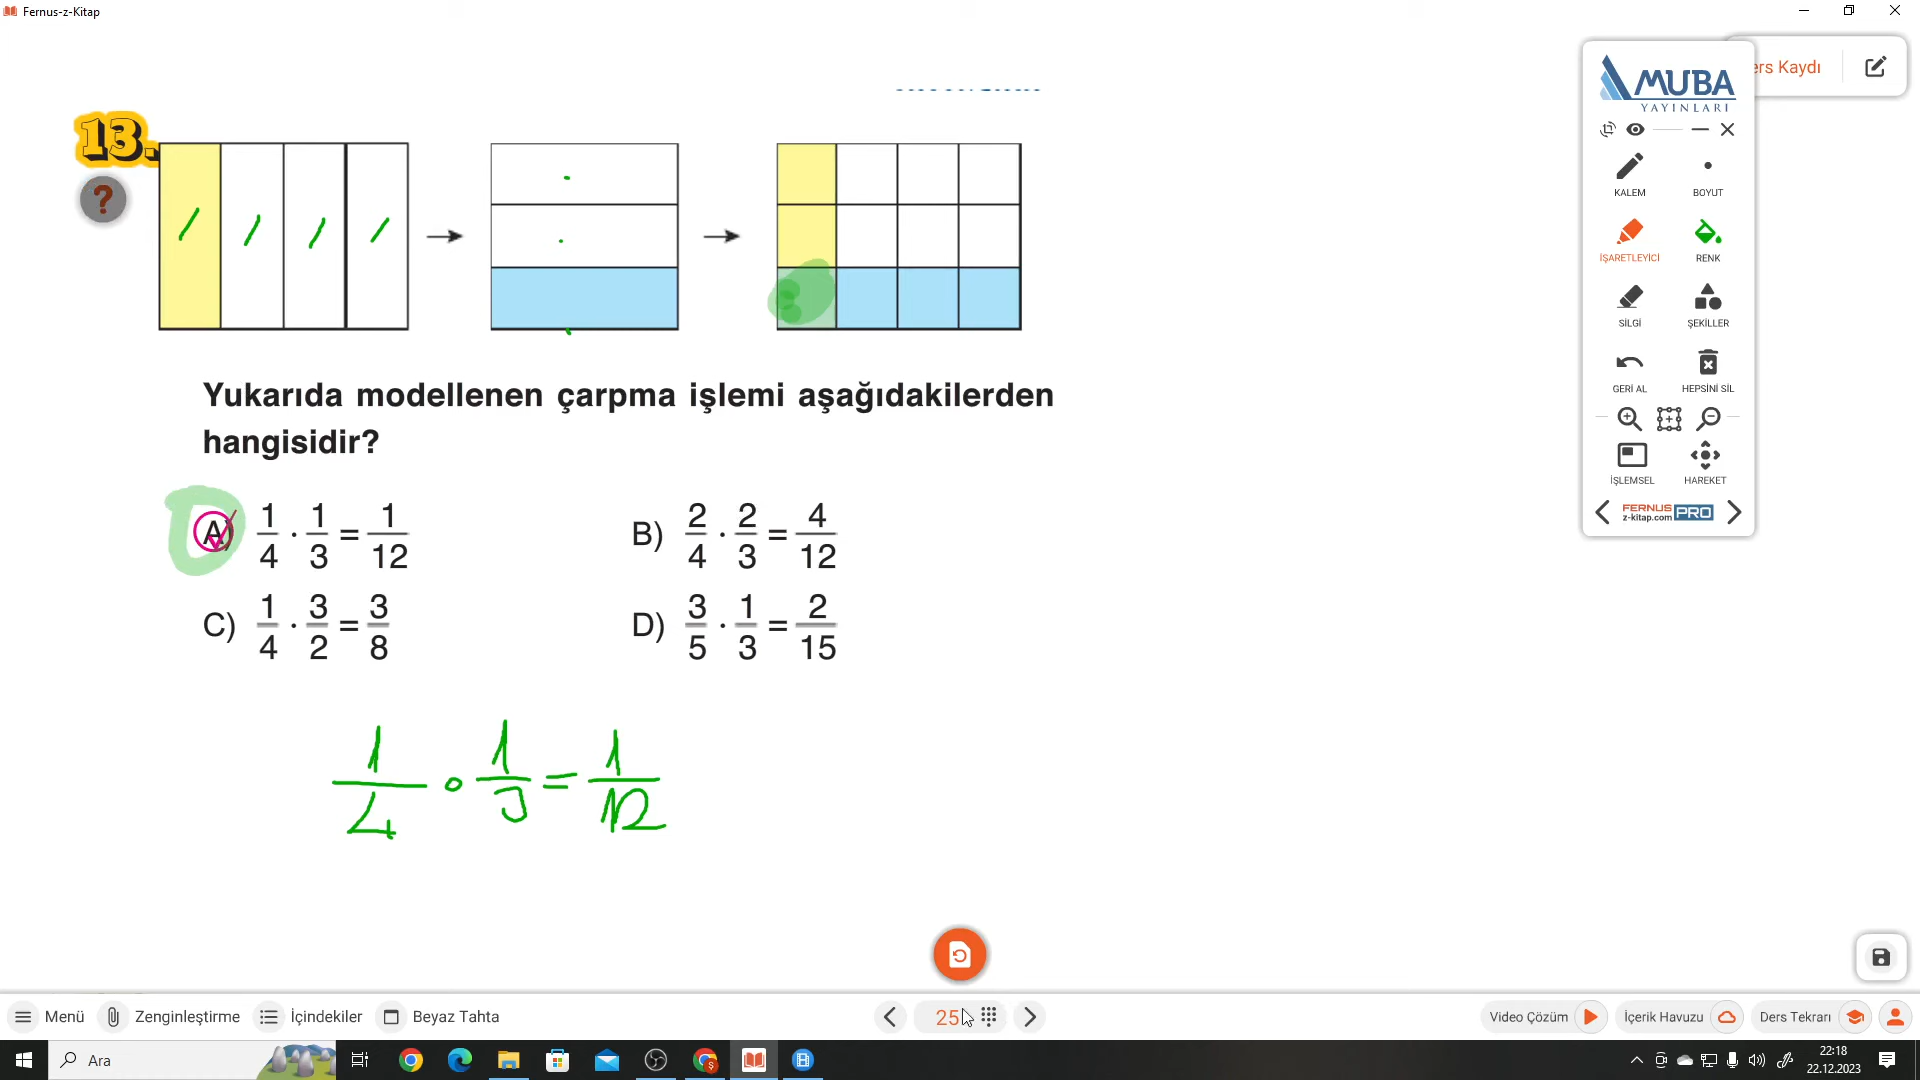 Fernus-z-Kitap
Ders Kaydı
MUBA
YAYINLARI
KALEM
BOYUT
İŞARETLEYİCİ
RENK
SİLGİ
ŞEKİLLER
GERİ AL
HEPSİNİ SİL
İŞLEMSEL
HAREKET
FERNUS
z-kitap.com PRO
13.
?
Yukarıda modellenen çarpma işlemi aşağıdakilerden
hangisidir?
A) 1/4 · 1/3 = 1/12
B) 2/4 · 2/3 = 4/12
C) 1/4 · 3/2 = 3/8
D) 3/5 · 1/3 = 2/15
1/4 · 1/3 = 1/12
Menü
Zenginleştirme
İçindekiler
Beyaz Tahta
25
Video Çözüm
İçerik Havuzu
Ders Tekrarı
Ara
22:18
22.12.2023